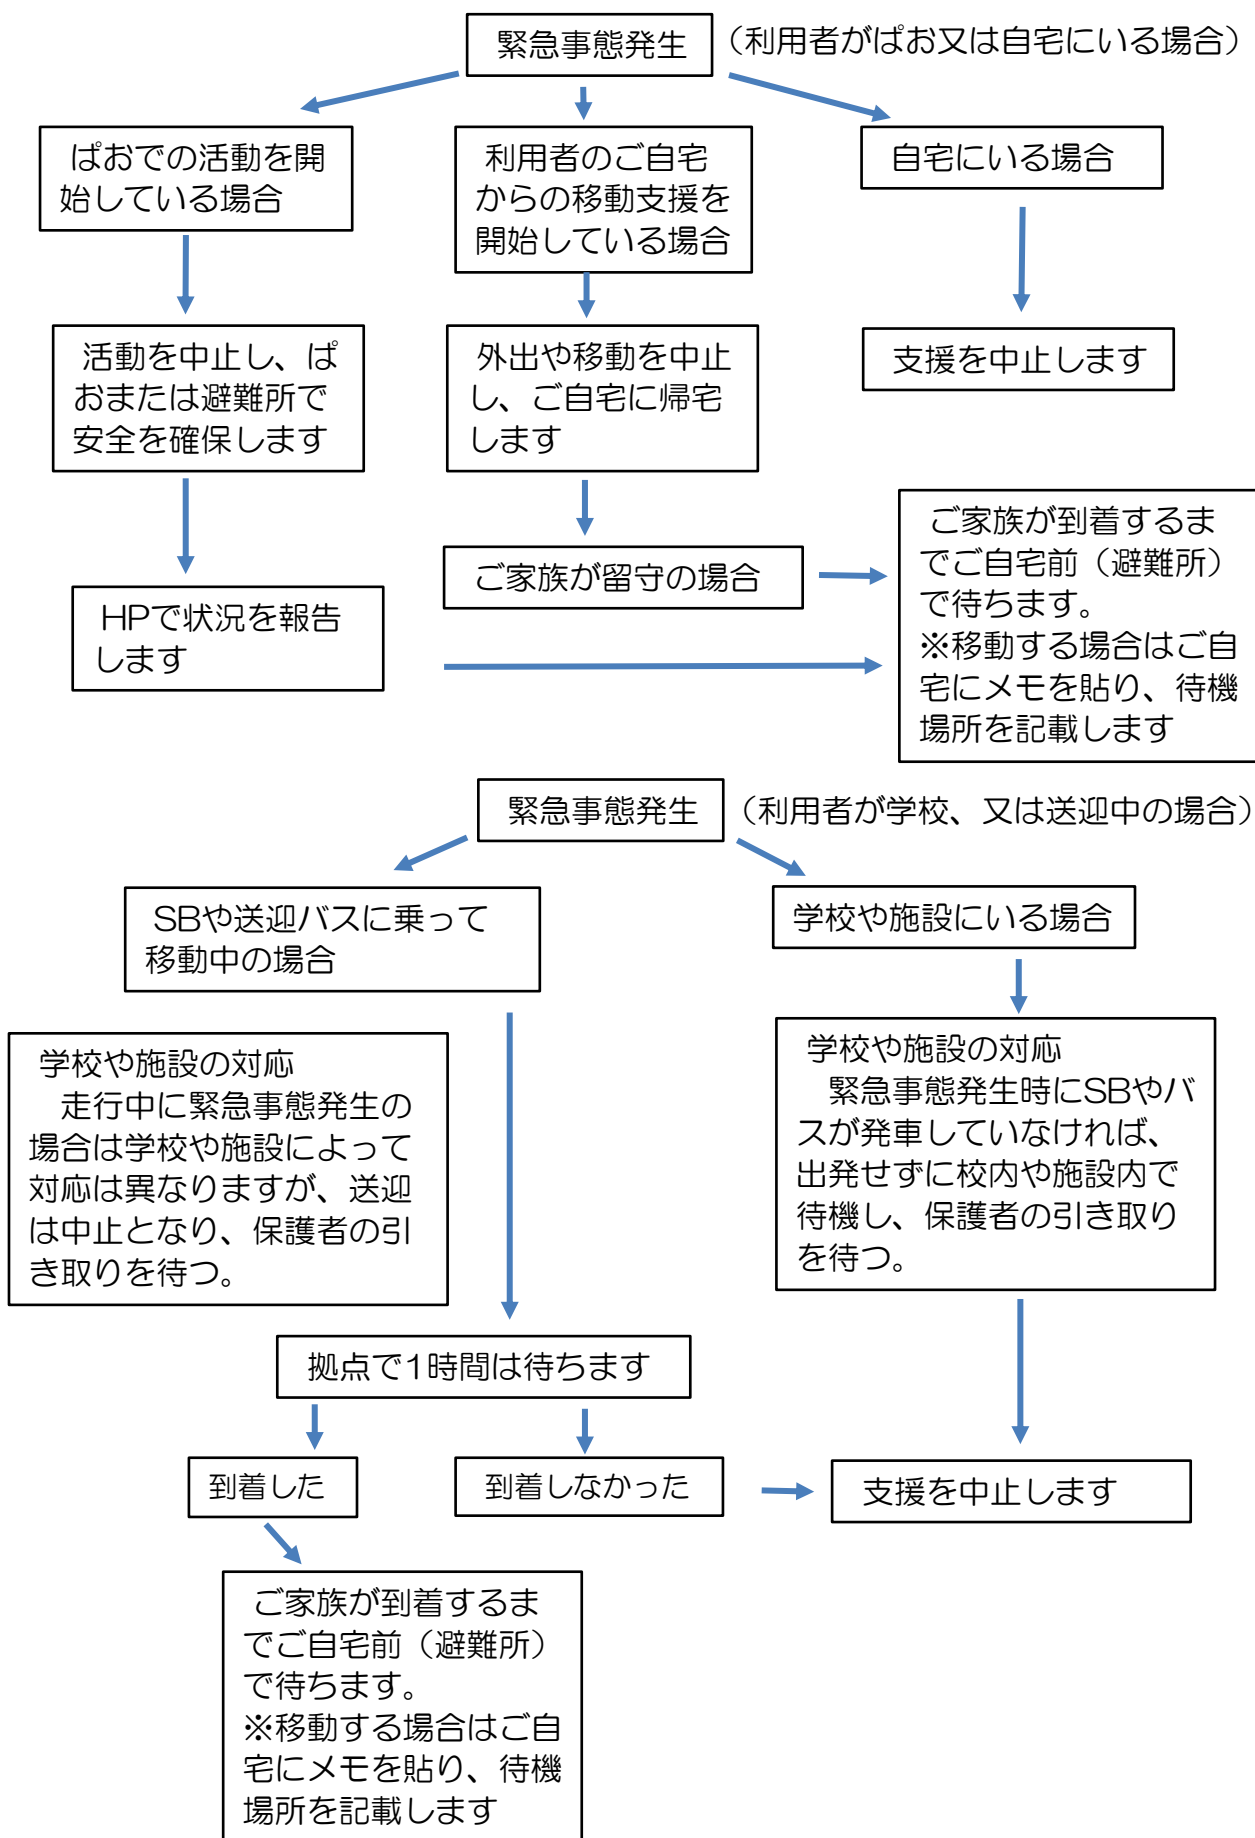 緊急事態発生
（利用者がぱお又は自宅にいる場合）
ぱおでの活動を開
始している場合
利用者のご自宅
からの移動支援を
開始している場合
自宅にいる場合
活動を中止し、ぱ
おまたは避難所で
安全を確保します
外出や移動を中止
し、ご自宅に帰宅
します
支援を中止します
HPで状況を報告
します
ご家族が留守の場合
ご家族が到着するま
でご自宅前（避難所）
で待ちます。
※移動する場合はご自
宅にメモを貼り、待機
場所を記載します
緊急事態発生
（利用者が学校、又は送迎中の場合）
SBや送迎バスに乗って
移動中の場合
学校や施設にいる場合
学校や施設の対応
走行中に緊急事態発生の
場合は学校や施設によって
対応は異なりますが、送迎
は中止となり、保護者の引
き取りを待つ。
学校や施設の対応
緊急事態発生時にSBやバ
スが発車していなければ、
出発せずに校内や施設内で
待機し、保護者の引き取り
を待つ。
拠点で1時間は待ちます
到着した
到着しなかった
支援を中止します
ご家族が到着するま
でご自宅前（避難所）
で待ちます。
※移動する場合はご自
宅にメモを貼り、待機
場所を記載します